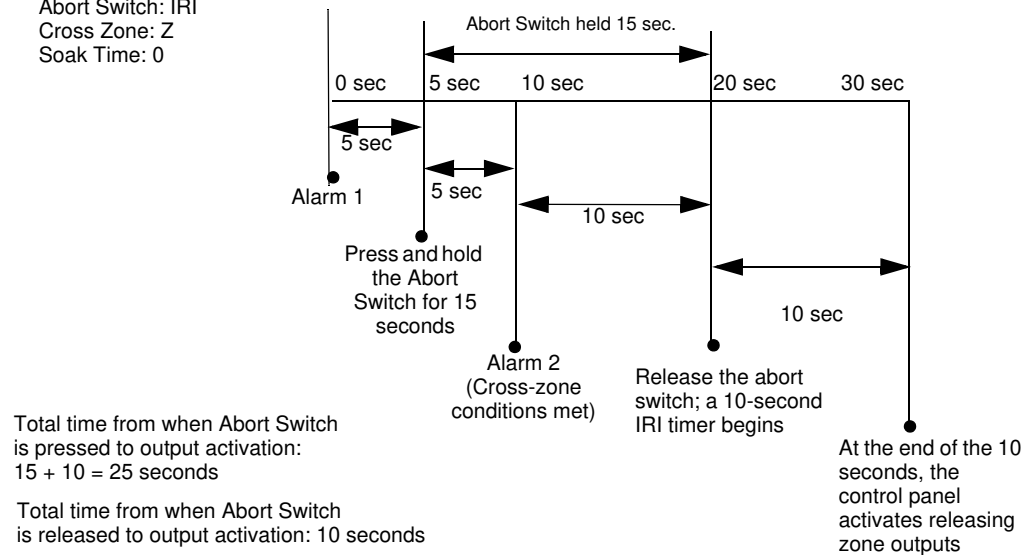 Abort Switch: IRI
Cross Zone: Z
Soak Time: 0
Abort Switch held 15 sec.
0 sec
5 sec
10 sec
20 sec
30 sec
5 sec
Alarm 1
5 sec
10 sec
Press and hold
the Abort
Switch for 15
seconds
10 sec
Alarm 2
(Cross-zone
conditions met)
Release the abort
switch; a 10-second
IRI timer begins
Total time from when Abort Switch
is pressed to output activation:
15 + 10 = 25 seconds
At the end of the 10
seconds, the
control panel
activates releasing
zone outputs
Total time from when Abort Switch
is released to output activation: 10 seconds